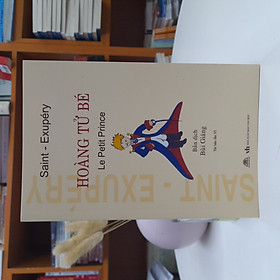 Saint - Exupéry
HOÀNG TỬ BÉ
Le Petit Prince
Bản dịch
Bùi Giáng
SAINT - EXUPÉRY